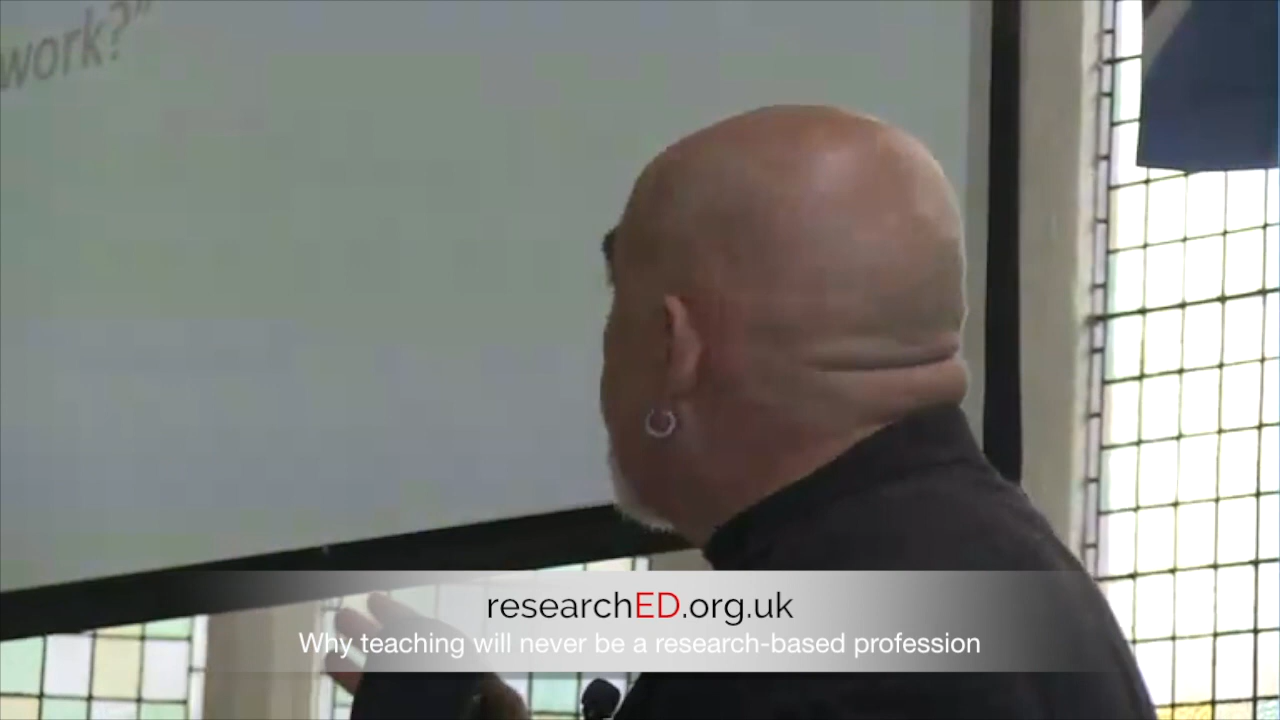 work?”
researchED.org.uk
Why teaching will never be a research-based profession